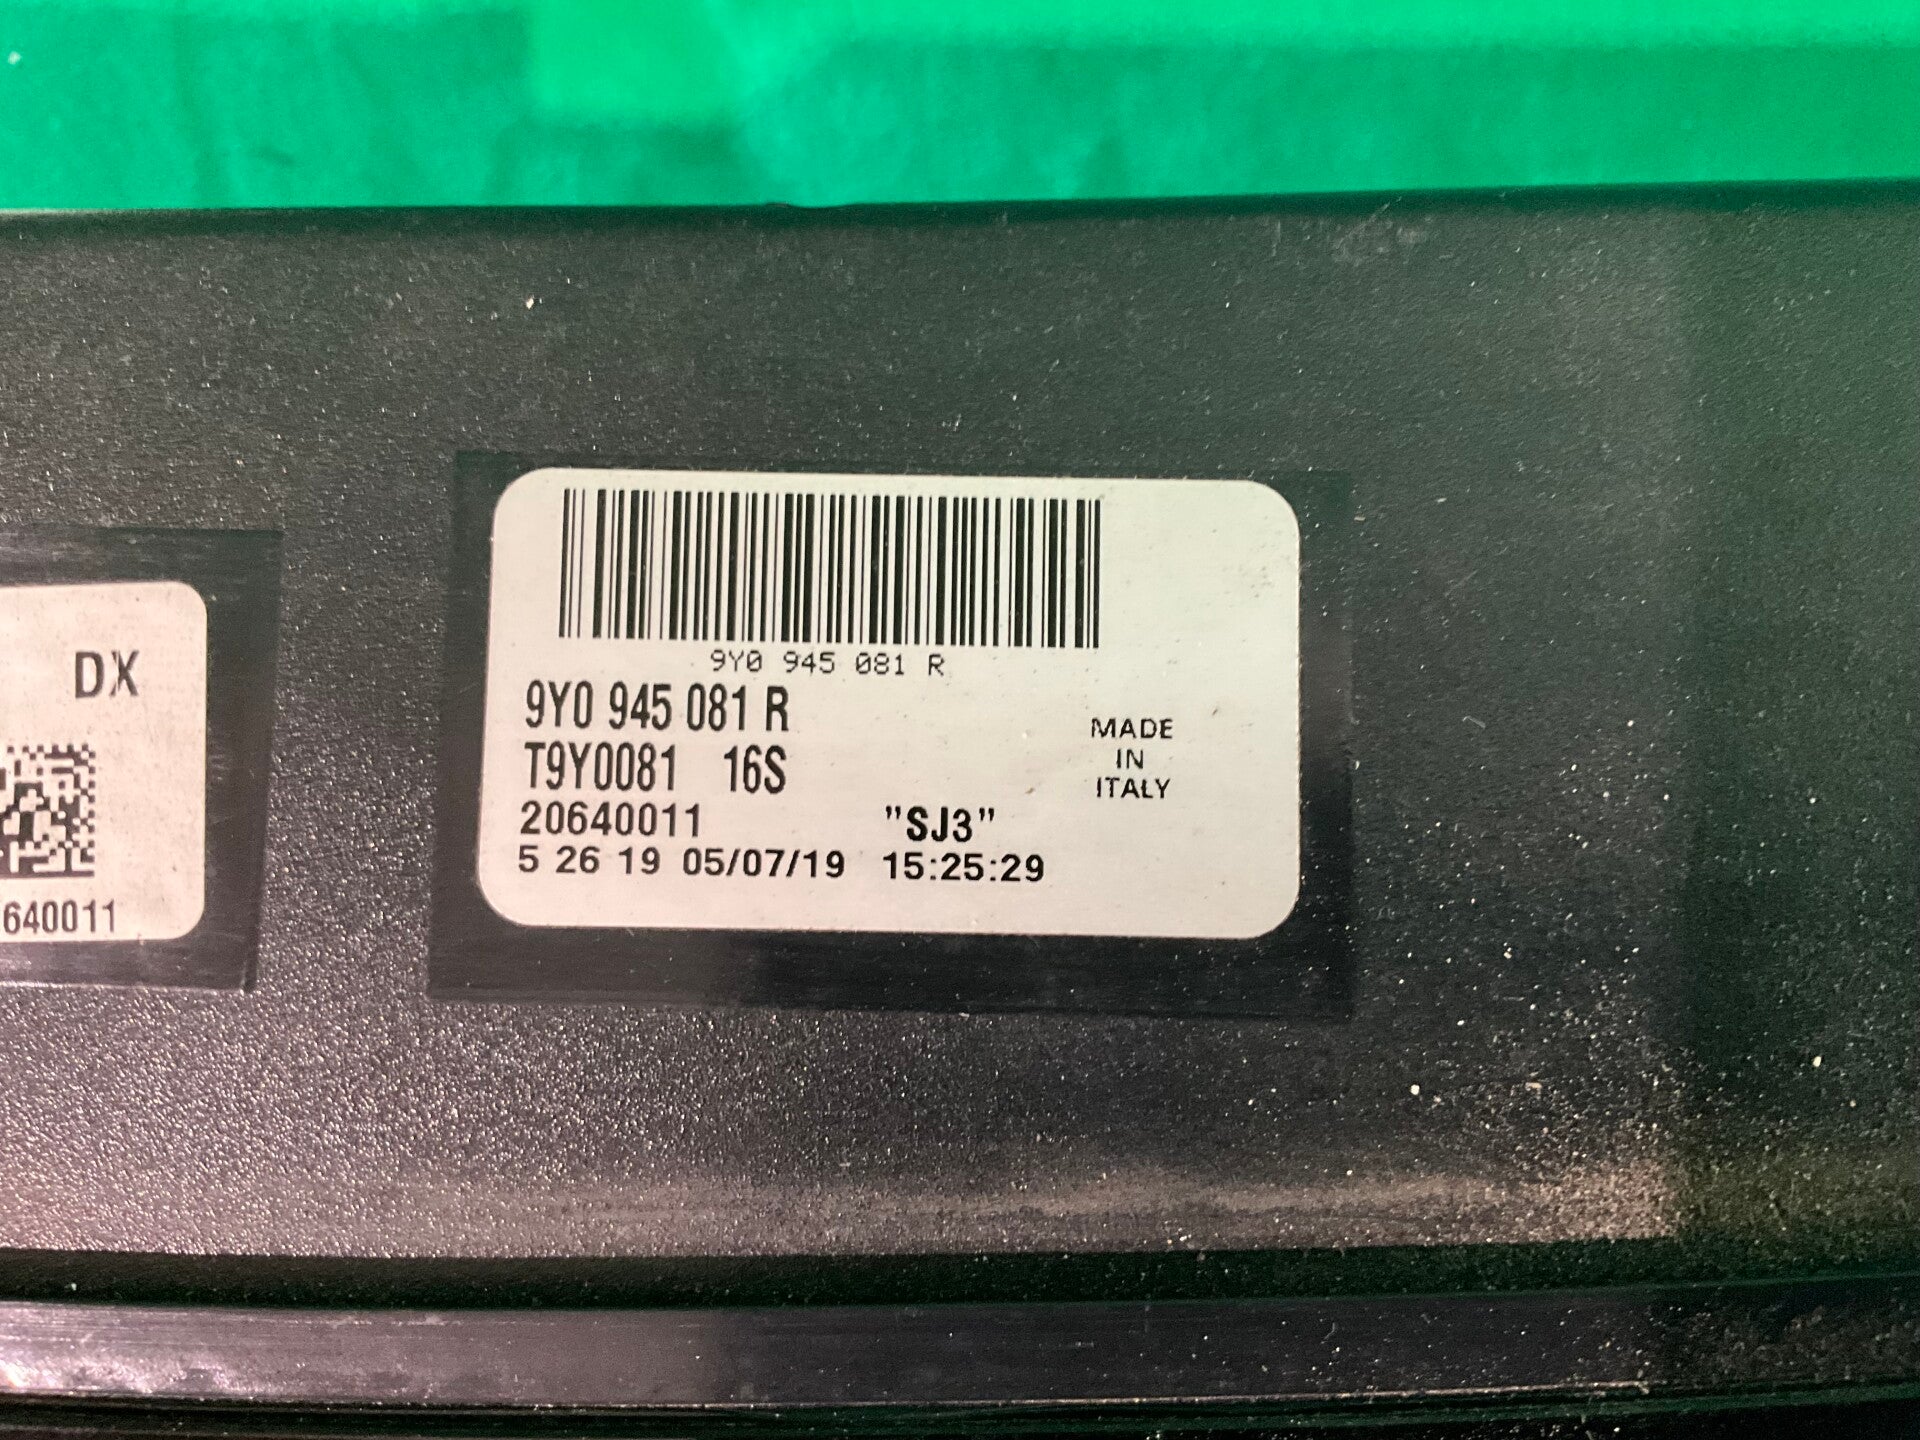 9Y0 945 081 R
9Y0 945 081 R
T9Y0081 16S
20640011 "SJ3"
5 26 19 05/07/19 15:25:29
MADE
IN
ITALY
DX
640011